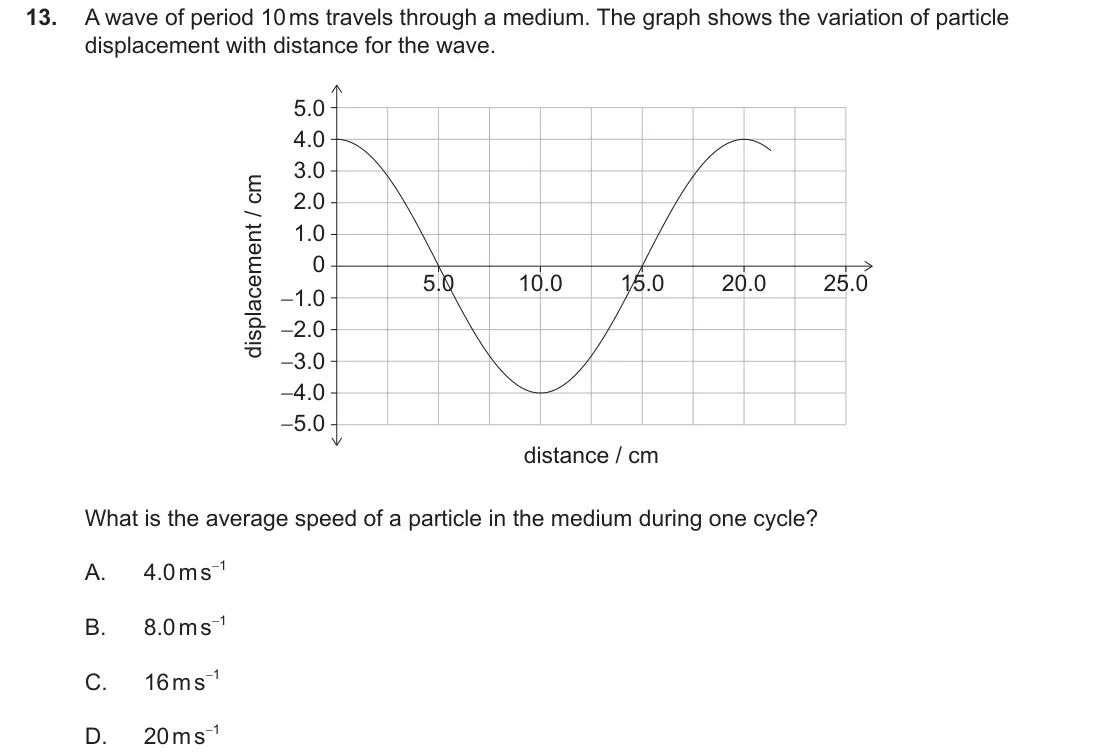 13. A wave of period 10 ms travels through a medium. The graph shows the variation of particle
displacement with distance for the wave.
5.0
4.0
3.0
2.0
1.0
0
–1.0
–2.0
–3.0
–4.0
–5.0
displacement / cm
5.0 10.0 15.0 20.0 25.0
distance / cm
What is the average speed of a particle in the medium during one cycle?
A. 4.0 m s⁻¹
B. 8.0 m s⁻¹
C. 16 m s⁻¹
D. 20 m s⁻¹